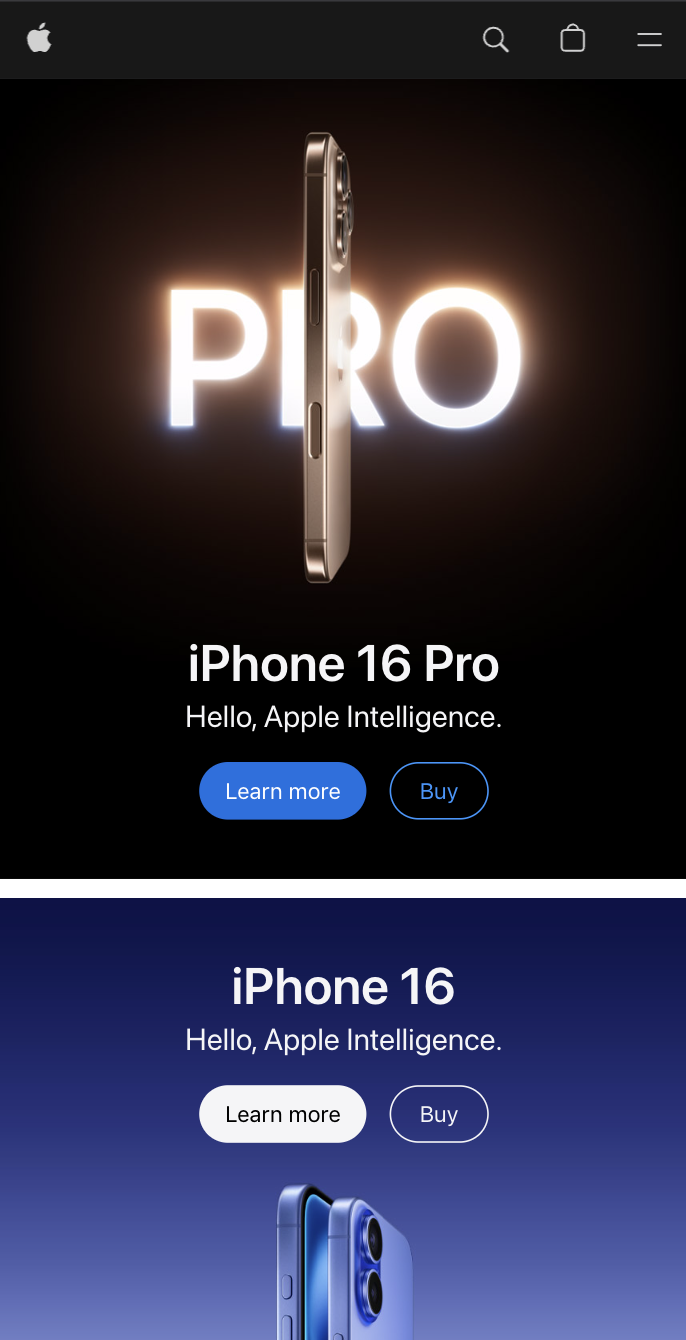 PRO
iPhone 16 Pro
Hello, Apple Intelligence.
Learn more Buy
iPhone 16
Hello, Apple Intelligence.
Learn more Buy